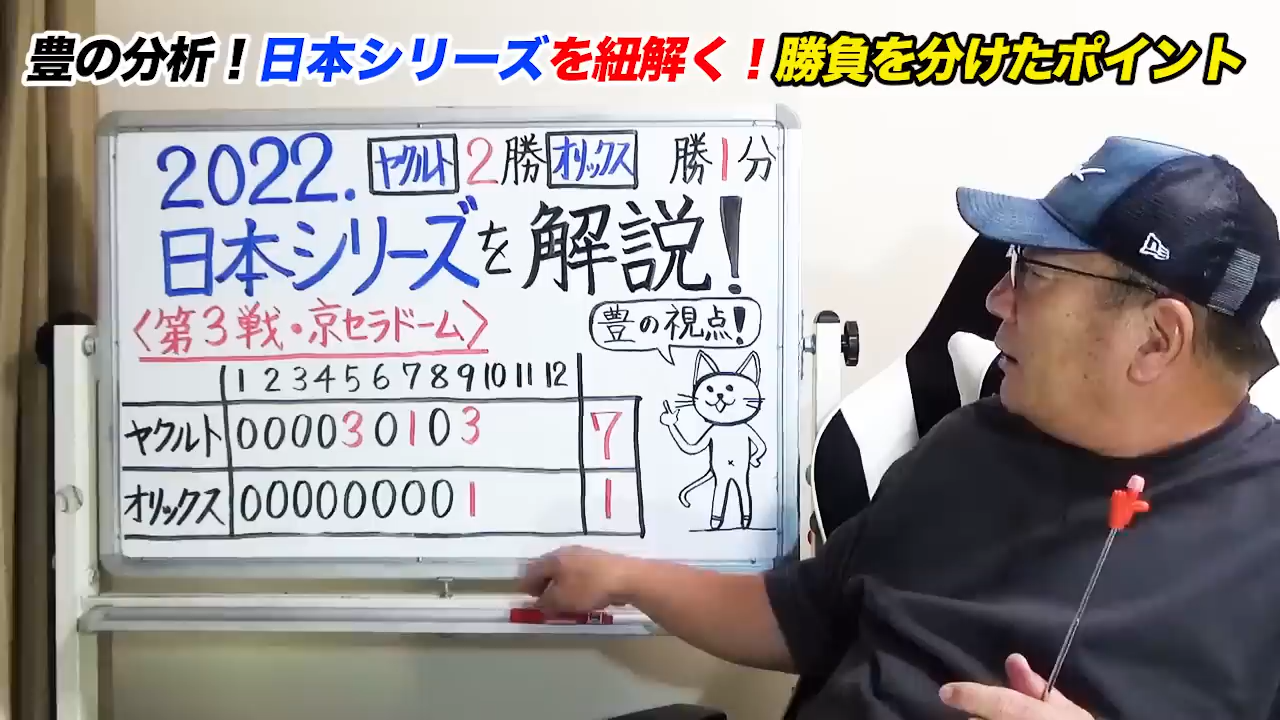 豊の分析！日本シリーズを紐解く！勝負を分けたポイント
2022. ヤクルト 2勝 オリックス 勝1分
日本シリーズを解説！
〈第3戦・京セラドーム〉
豊の視点！
1 2 3 4 5 6 7 8 9 10 11 12
ヤクルト 0 0 0 0 3 0 1 0 3 7
オリックス 0 0 0 0 0 0 0 0 1 1